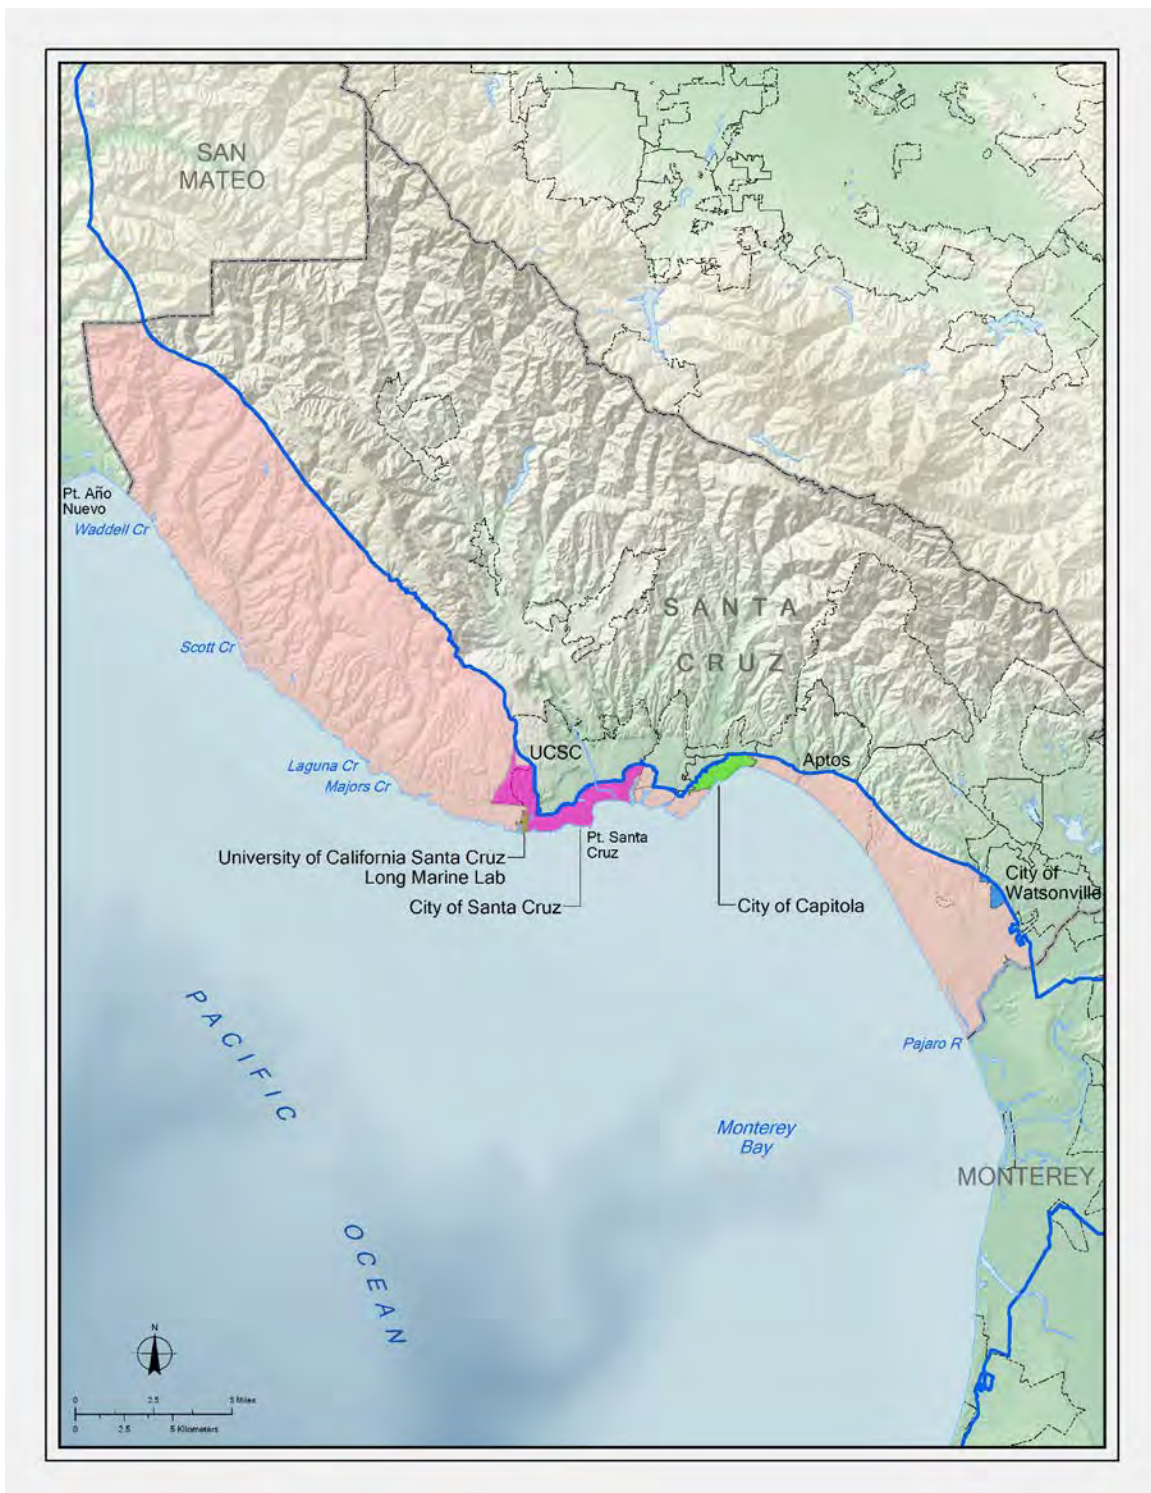 SAN
MATEO
Pt. Año
Nuevo
Waddell Cr
Scott Cr
SANTA
CRUZ
Laguna Cr
Majors Cr
UCSC
Aptos
Pt. Santa
Cruz
University of California Santa Cruz
Long Marine Lab
City of Santa Cruz
City of Capitola
City of
Watsonville
Pajaro R
PACIFIC
OCEAN
Monterey
Bay
MONTEREY
N
0 2.5 5 Miles
0 2.5 5 Kilometers